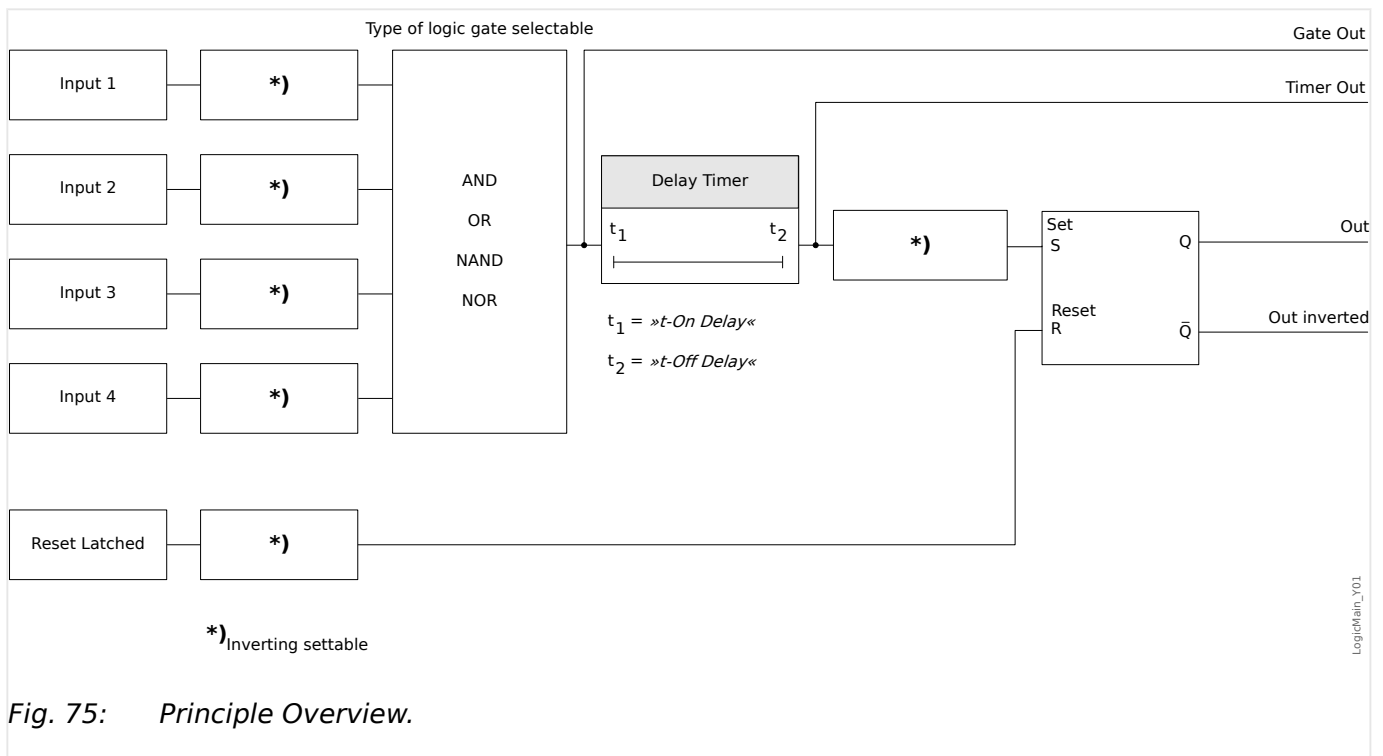 Type of logic gate selectable
Gate Out
Input 1
*)
Timer Out
Input 2
*)
AND
OR
NAND
NOR
Delay Timer
t1
t2
*)
Set
S
Q
Out
Reset
R
Q̅
Out inverted
Input 3
*)
t1 = »t-On Delay«
t2 = »t-Off Delay«
Input 4
*)
Reset Latched
*)
*)Inverting settable
LogicMain_Y01
Fig. 75: Principle Overview.